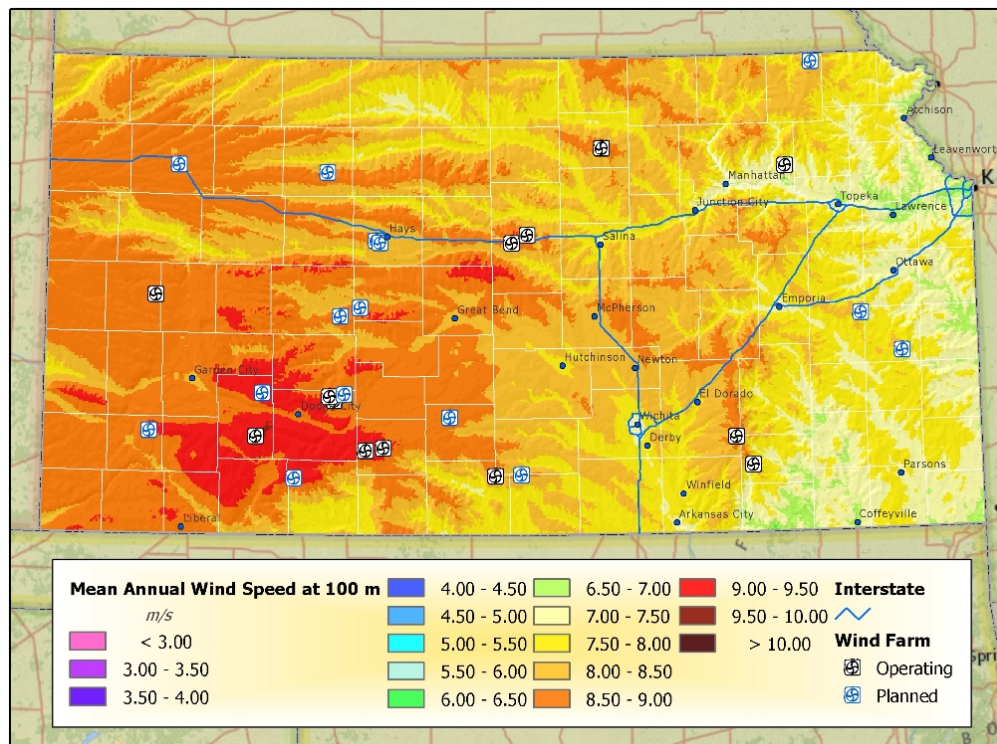 Atchison
Leavenwort
K
Manhattan
Topeka
Junction City
Lawrence
Hays
Salina
Ottawa
Emporia
Great Bend
McPherson
Hutchinson
Newton
Garden City
El Dorado
Dodge City
Wichita
Derby
Parsons
Winfield
Liberal
Arkansas City
Coffeyville
Mean Annual Wind Speed at 100 m
m/s
< 3.00
3.00 - 3.50
3.50 - 4.00
4.00 - 4.50
4.50 - 5.00
5.00 - 5.50
5.50 - 6.00
6.00 - 6.50
6.50 - 7.00
7.00 - 7.50
7.50 - 8.00
8.00 - 8.50
8.50 - 9.00
9.00 - 9.50
9.50 - 10.00
> 10.00
Interstate
Wind Farm
Operating
Planned
Spri
B O